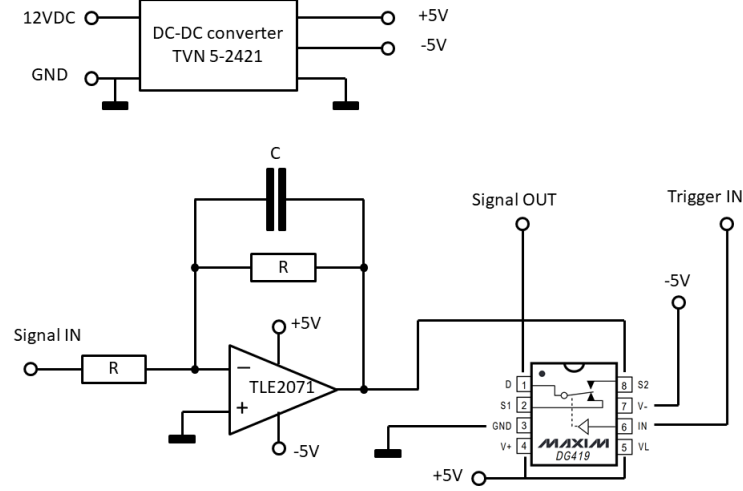 12VDC
DC-DC converter
TVN 5-2421
+5V
-5V
GND
C
Signal OUT
Trigger IN
R
-5V
+5V
Signal IN
R
−
TLE2071
+
-5V
D 1
8 S2
S1 2
7 V-
GND 3
6 IN
V+ 4
5 VL
MAXIM
DG419
+5V